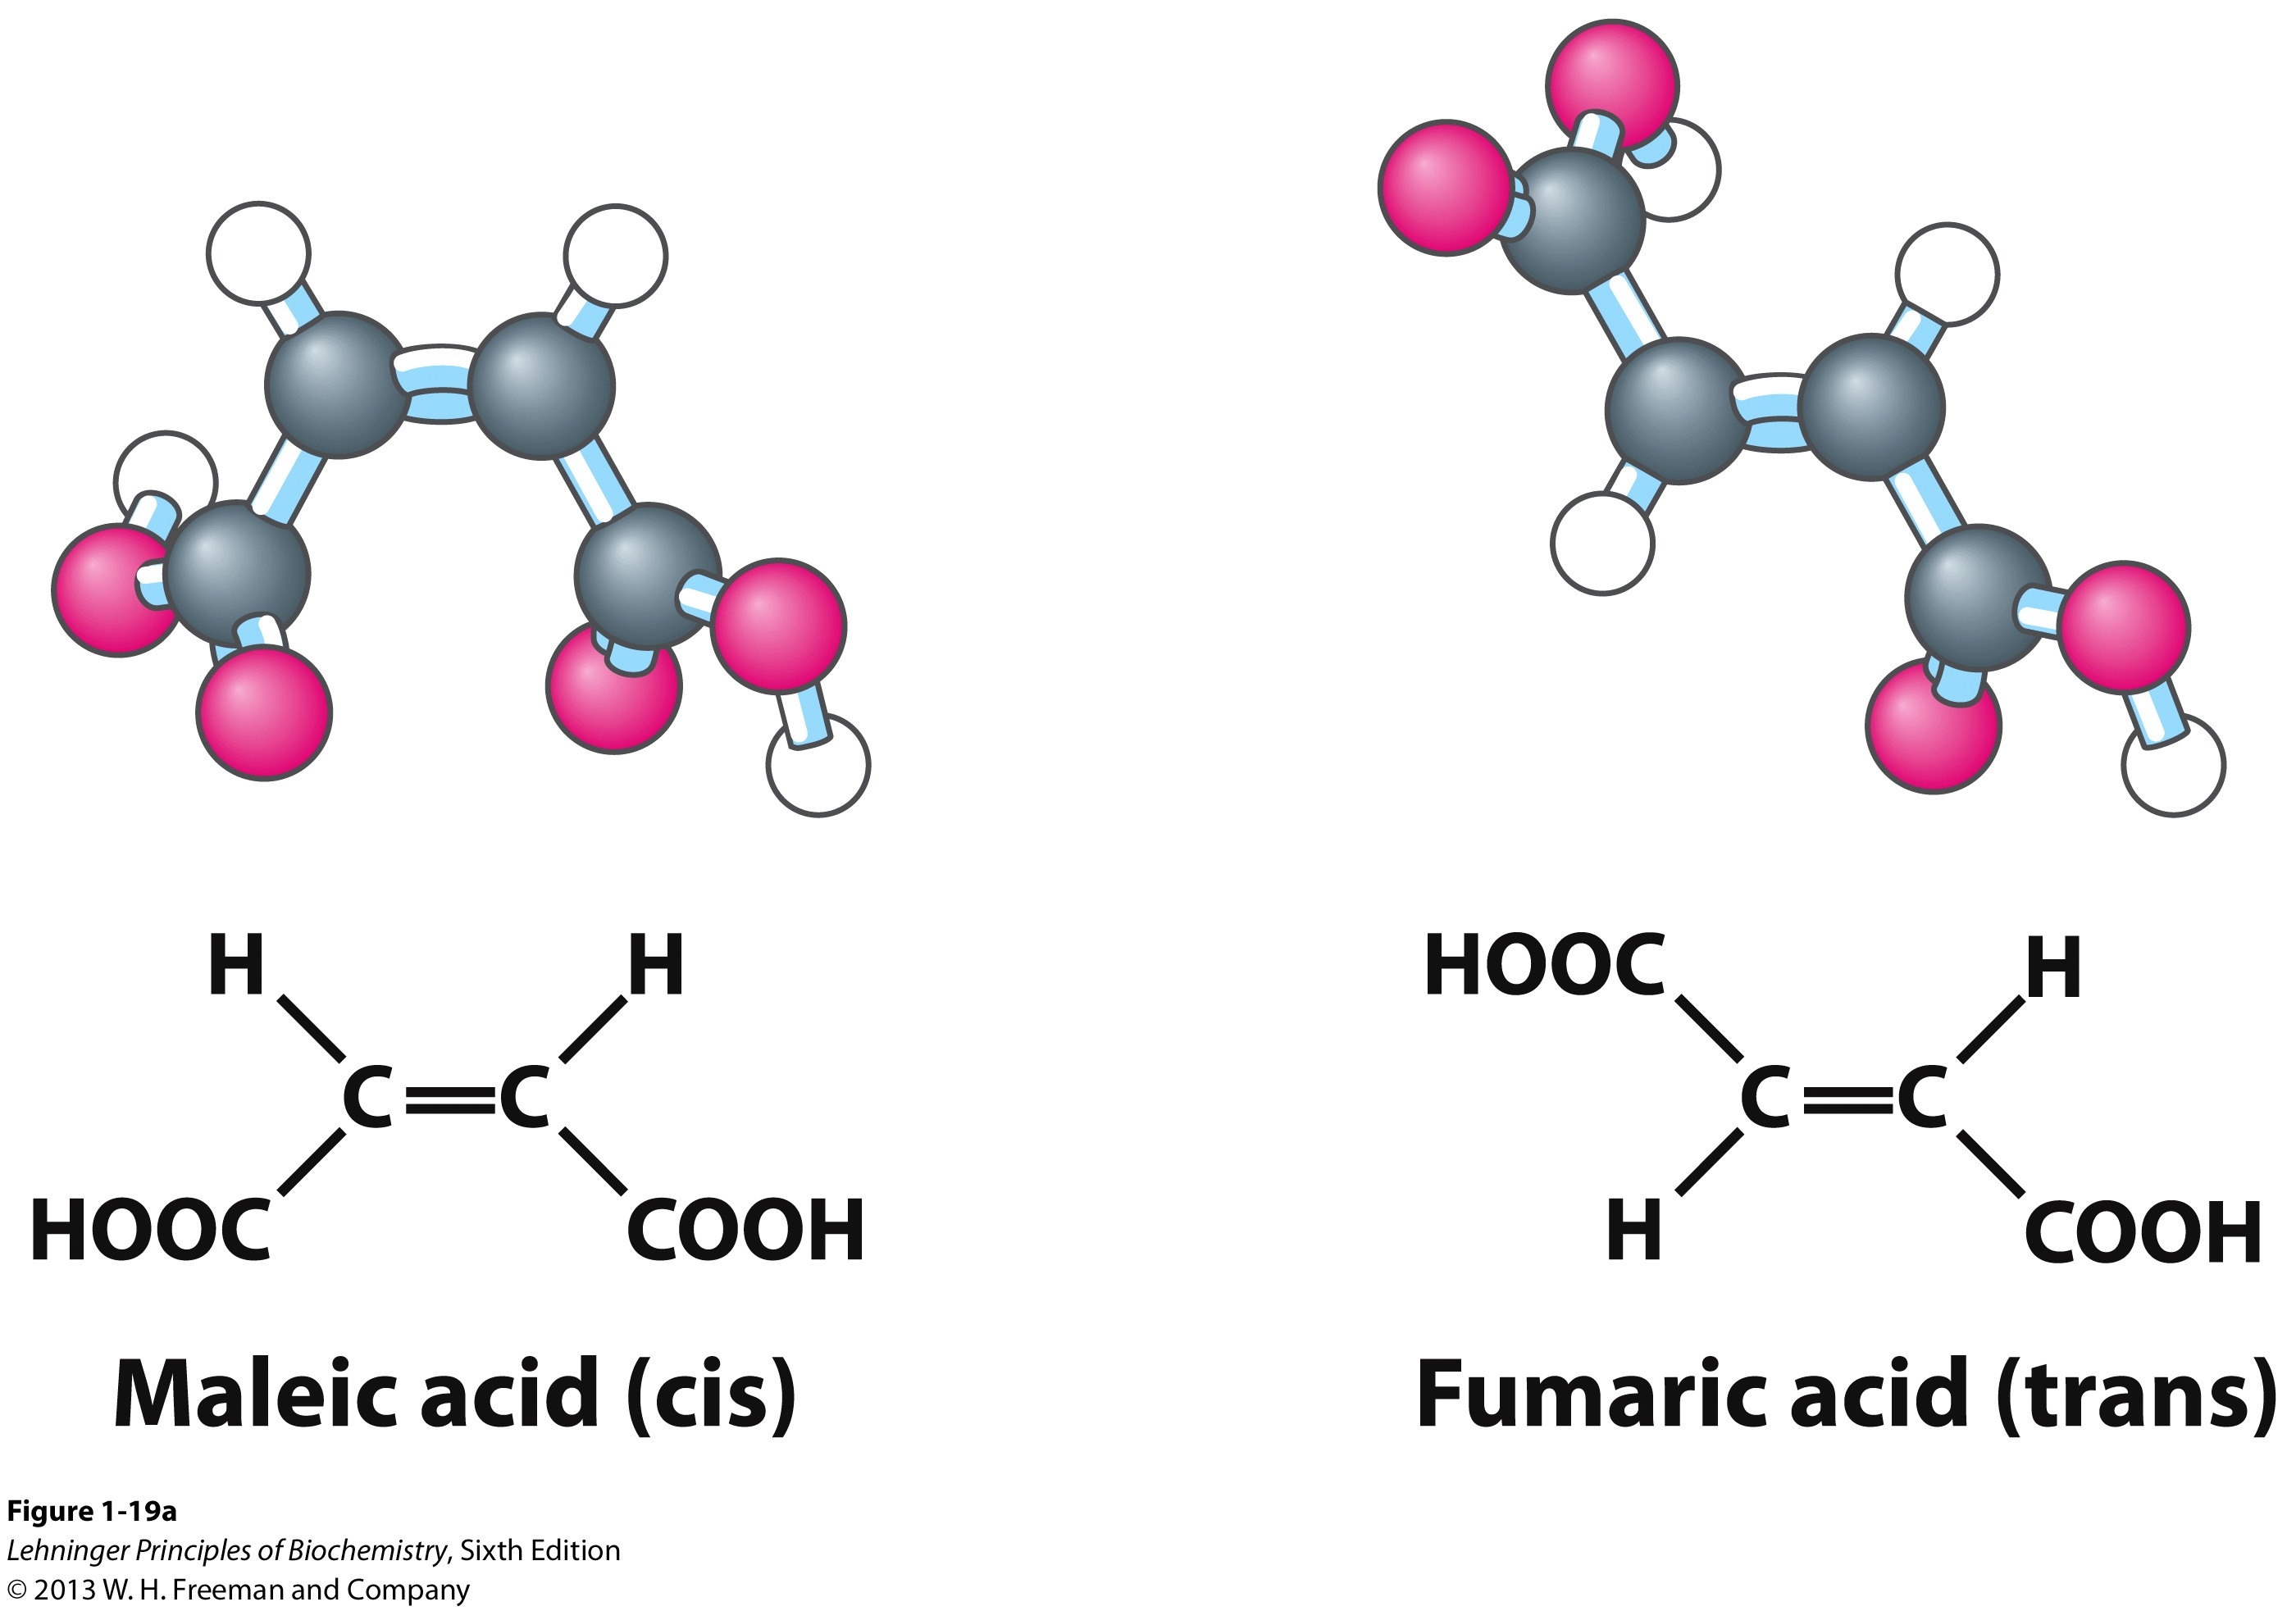 H H HOOC H
C=C C=C
HOOC COOH H COOH
Maleic acid (cis) Fumaric acid (trans)
Figure 1-19a
Lehninger Principles of Biochemistry, Sixth Edition
© 2013 W. H. Freeman and Company